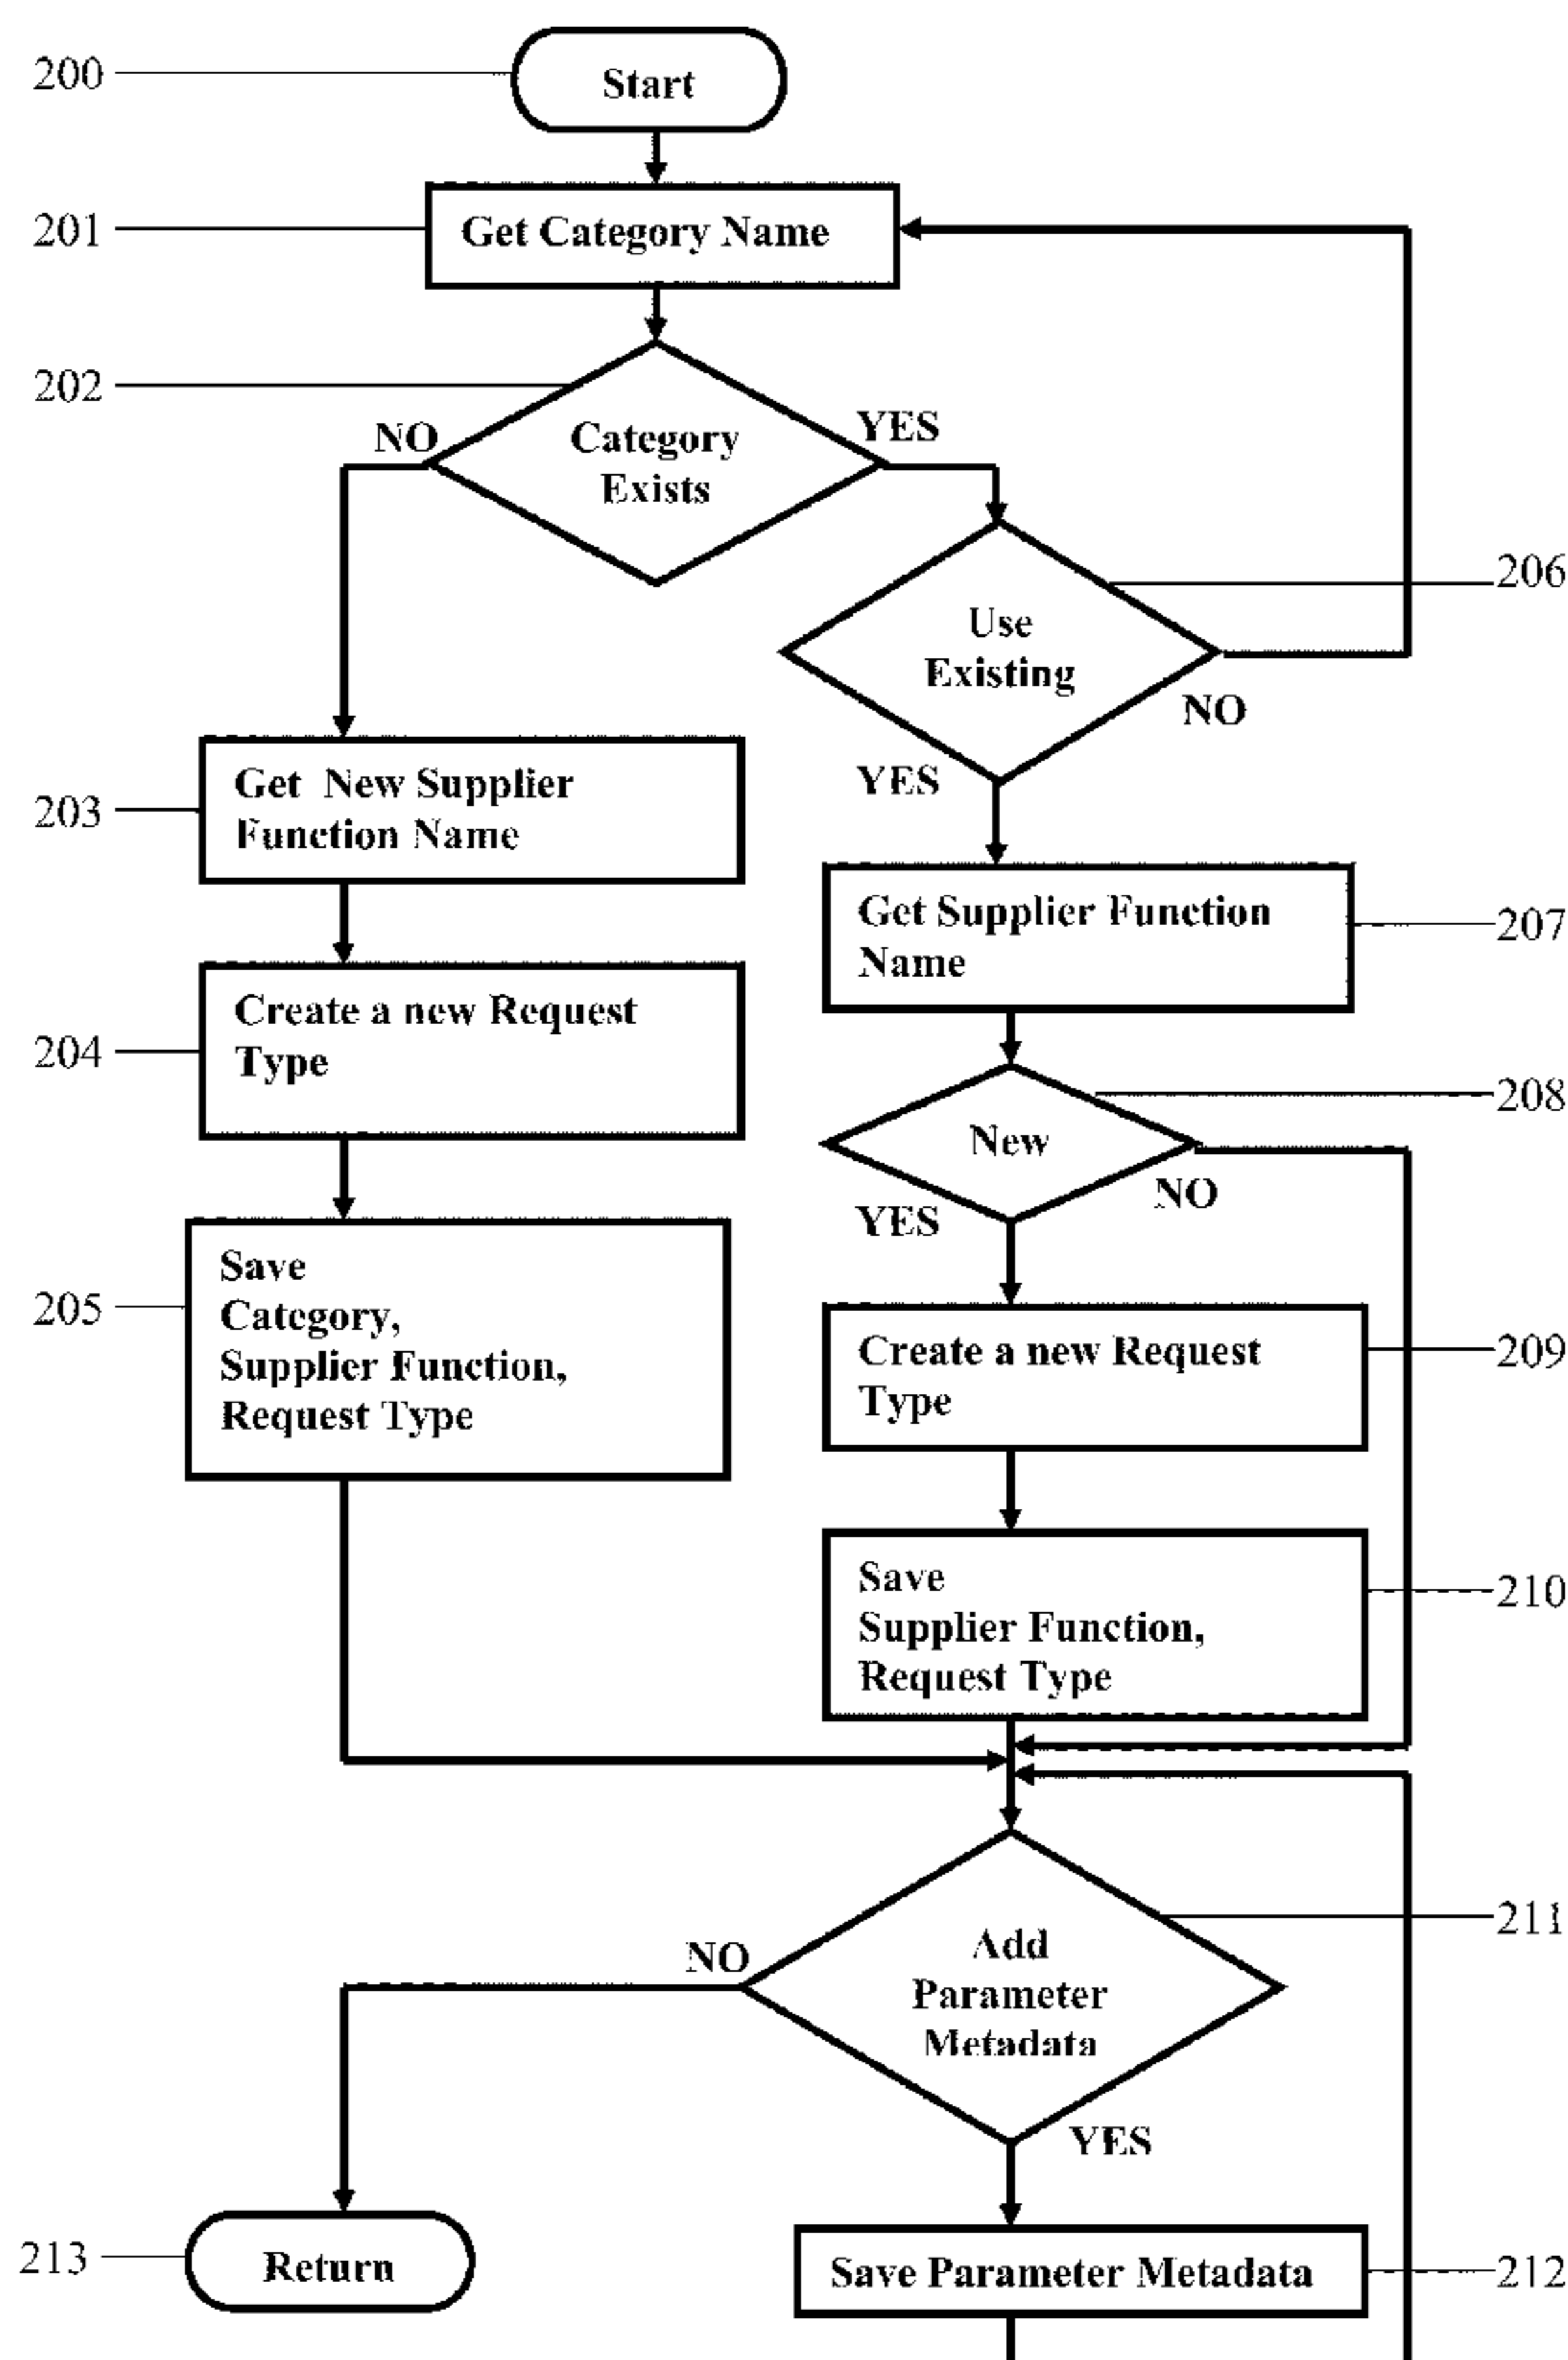 200
Start
201
Get Category Name
202
NO
YES
Category
Exists
206
Use
Existing
NO
YES
203
Get New Supplier
Function Name
207
Get Supplier Function
Name
204
Create a new Request
Type
208
New
NO
YES
205
Save
Category,
Supplier Function,
Request Type
209
Create a new Request
Type
210
Save
Supplier Function,
Request Type
211
NO
Add
Parameter
Metadata
YES
213
Return
212
Save Parameter Metadata